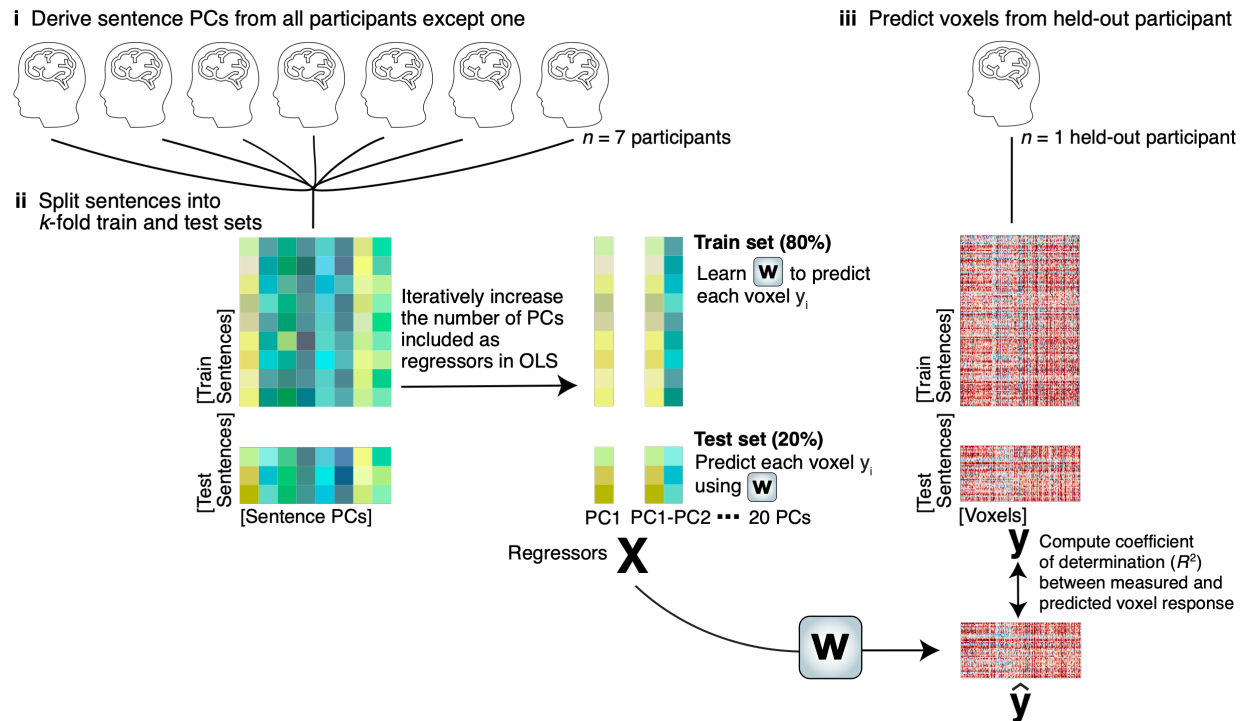 i Derive sentence PCs from all participants except one
n = 7 participants
ii Split sentences into
k-fold train and test sets
[Train
Sentences]
[Test
Sentences]
[Sentence PCs]
Iteratively increase
the number of PCs
included as
regressors in OLS
Train set (80%)
Learn W to predict
each voxel yᵢ
Test set (20%)
Predict each voxel yᵢ
using W
PC1 PC1-PC2 ··· 20 PCs
Regressors X
W
iii Predict voxels from held-out participant
n = 1 held-out participant
[Train
Sentences]
[Test
Sentences]
[Voxels]
y
Compute coefficient
of determination (R²)
between measured and
predicted voxel response
ŷ